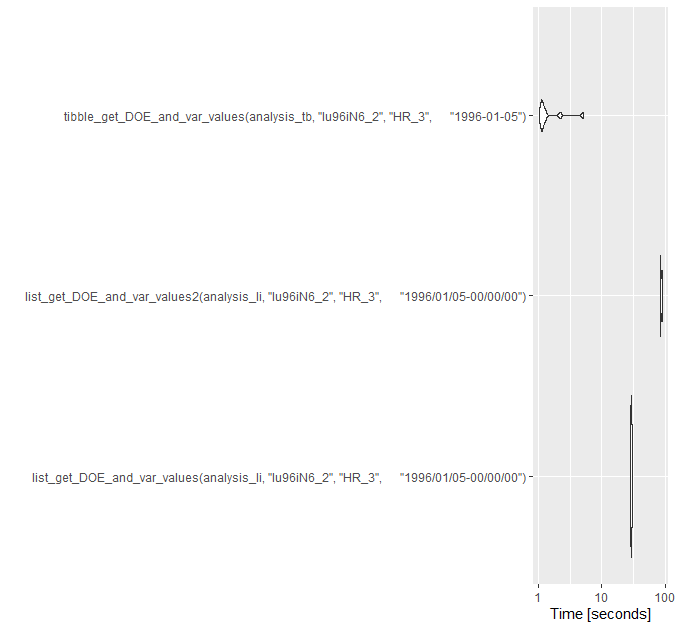 tibble_get_DOE_and_var_values(analysis_tb, "lu96iN6_2", "HR_3",      "1996-01-05")
list_get_DOE_and_var_values2(analysis_li, "lu96iN6_2", "HR_3",      "1996/01/05-00/00/00")
list_get_DOE_and_var_values(analysis_li, "lu96iN6_2", "HR_3",      "1996/01/05-00/00/00")
1 10 100
Time [seconds]